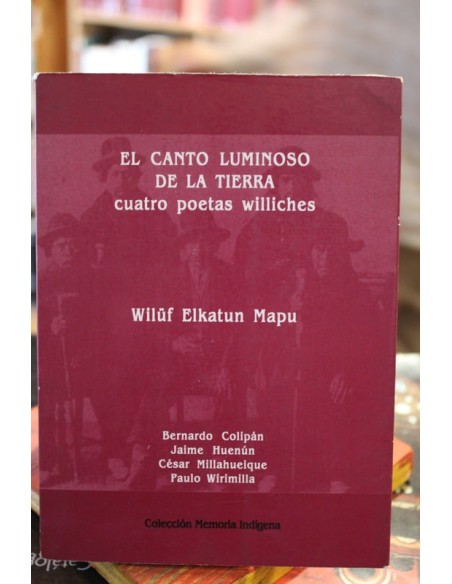 EL CANTO LUMINOSO
DE LA TIERRA
cuatro poetas williches
Wilüf Elkatun Mapu
Bernardo Colipán
Jaime Huenún
César Millahueique
Paulo Wirimilla
Colección Memoria Indígena